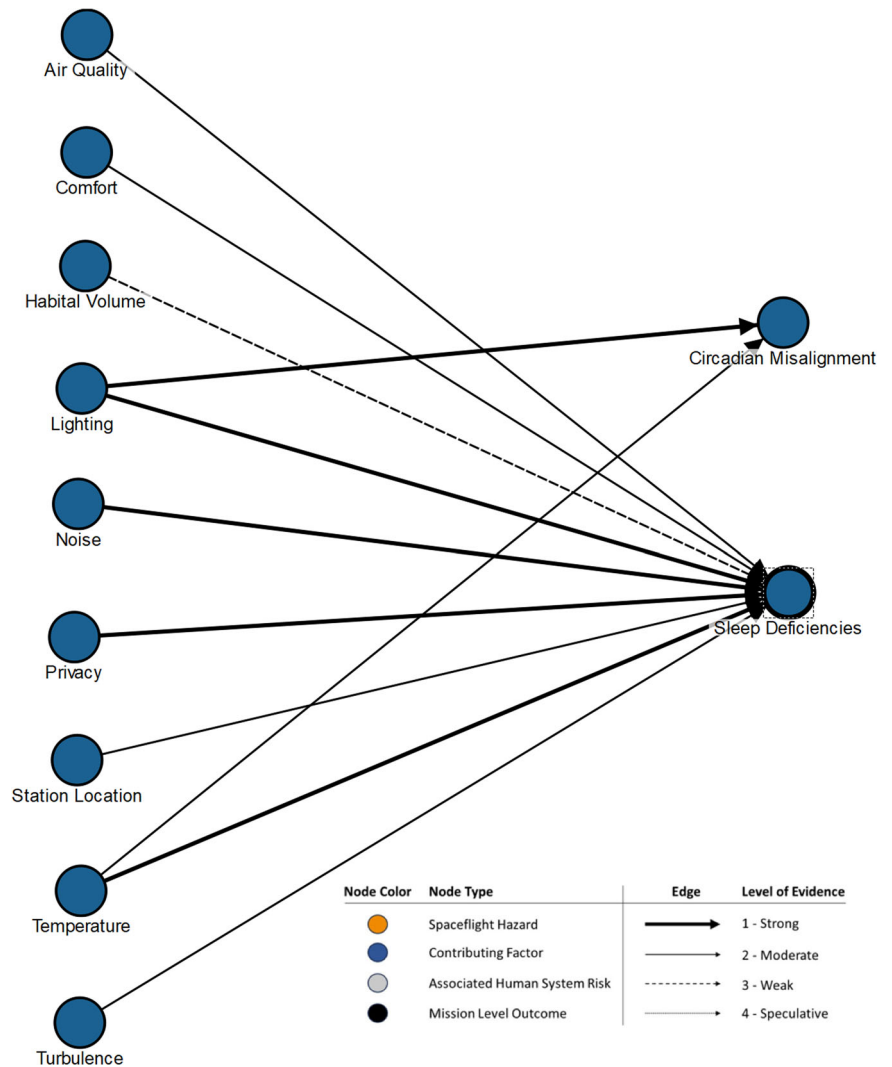 Air Quality
Comfort
Habital Volume
Circadian Misalignment
Lighting
Noise
Sleep Deficiencies
Privacy
Station Location
Temperature
Turbulence
Node Color Node Type Edge Level of Evidence
Spaceflight Hazard 1 - Strong
Contributing Factor 2 - Moderate
Associated Human System Risk 3 - Weak
Mission Level Outcome 4 - Speculative